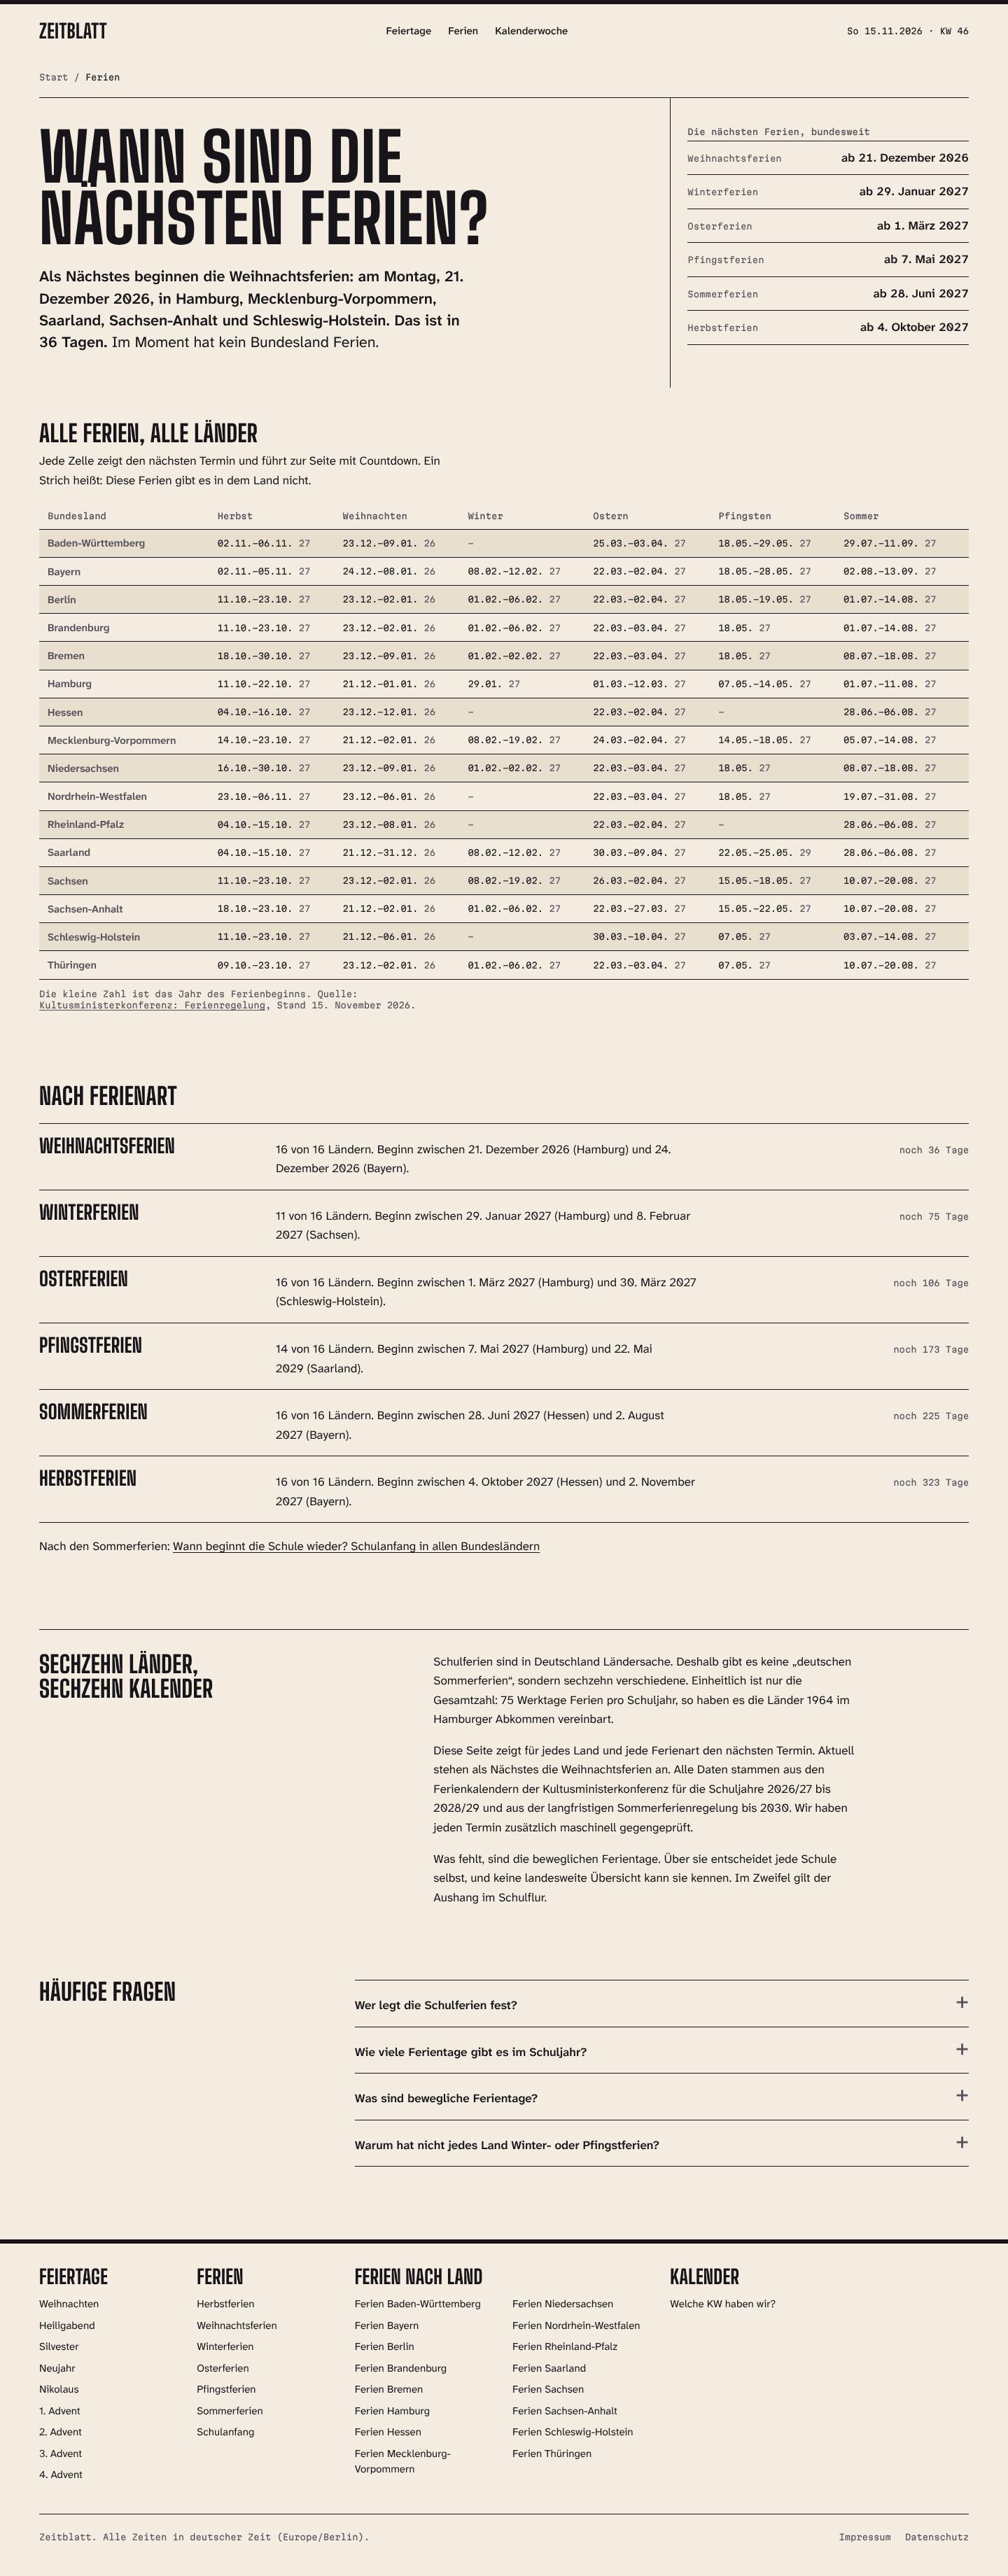 ZEITBLATT
Feiertage Ferien Kalenderwoche
So 15.11.2026 · KW 46
Start / Ferien
WANN SIND DIE
NÄCHSTEN FERIEN?
Als Nächstes beginnen die Weihnachtsferien: am Montag, 21.
Dezember 2026, in Hamburg, Mecklenburg-Vorpommern,
Saarland, Sachsen-Anhalt und Schleswig-Holstein. Das ist in
36 Tagen. Im Moment hat kein Bundesland Ferien.
Die nächsten Ferien, bundesweit
Weihnachtsferien ab 21. Dezember 2026
Winterferien ab 29. Januar 2027
Osterferien ab 1. März 2027
Pfingstferien ab 7. Mai 2027
Sommerferien ab 28. Juni 2027
Herbstferien ab 4. Oktober 2027
ALLE FERIEN, ALLE LÄNDER
Jede Zelle zeigt den nächsten Termin und führt zur Seite mit Countdown. Ein
Strich heißt: Diese Ferien gibt es in dem Land nicht.
Bundesland Herbst Weihnachten Winter Ostern Pfingsten Sommer
Baden-Württemberg 02.11.–06.11. 27 23.12.–09.01. 26 – 25.03.–03.04. 27 18.05.–29.05. 27 29.07.–11.09. 27
Bayern 02.11.–05.11. 27 24.12.–08.01. 26 08.02.–12.02. 27 22.03.–02.04. 27 18.05.–28.05. 27 02.08.–13.09. 27
Berlin 11.10.–23.10. 27 23.12.–02.01. 26 01.02.–06.02. 27 22.03.–02.04. 27 18.05.–19.05. 27 01.07.–14.08. 27
Brandenburg 11.10.–23.10. 27 23.12.–02.01. 26 01.02.–06.02. 27 22.03.–03.04. 27 18.05. 27 01.07.–14.08. 27
Bremen 18.10.–30.10. 27 23.12.–09.01. 26 01.02.–02.02. 27 22.03.–03.04. 27 18.05. 27 08.07.–18.08. 27
Hamburg 11.10.–22.10. 27 21.12.–01.01. 26 29.01. 27 01.03.–12.03. 27 07.05.–14.05. 27 01.07.–11.08. 27
Hessen 04.10.–16.10. 27 23.12.–12.01. 26 – 22.03.–02.04. 27 – 28.06.–06.08. 27
Mecklenburg-Vorpommern 14.10.–23.10. 27 21.12.–02.01. 26 08.02.–19.02. 27 24.03.–02.04. 27 14.05.–18.05. 27 05.07.–14.08. 27
Niedersachsen 16.10.–30.10. 27 23.12.–09.01. 26 01.02.–02.02. 27 22.03.–03.04. 27 18.05. 27 08.07.–18.08. 27
Nordrhein-Westfalen 23.10.–06.11. 27 23.12.–06.01. 26 – 22.03.–03.04. 27 18.05. 27 19.07.–31.08. 27
Rheinland-Pfalz 04.10.–15.10. 27 23.12.–08.01. 26 – 22.03.–02.04. 27 – 28.06.–06.08. 27
Saarland 04.10.–15.10. 27 21.12.–31.12. 26 08.02.–12.02. 27 30.03.–09.04. 27 22.05.–25.05. 29 28.06.–06.08. 27
Sachsen 11.10.–23.10. 27 23.12.–02.01. 26 08.02.–19.02. 27 26.03.–02.04. 27 15.05.–18.05. 27 10.07.–20.08. 27
Sachsen-Anhalt 18.10.–23.10. 27 21.12.–02.01. 26 01.02.–06.02. 27 22.03.–27.03. 27 15.05.–22.05. 27 10.07.–20.08. 27
Schleswig-Holstein 11.10.–23.10. 27 21.12.–06.01. 26 – 30.03.–10.04. 27 07.05. 27 03.07.–14.08. 27
Thüringen 09.10.–23.10. 27 23.12.–02.01. 26 01.02.–06.02. 27 22.03.–03.04. 27 07.05. 27 10.07.–20.08. 27
Die kleine Zahl ist das Jahr des Ferienbeginns. Quelle:
Kultusministerkonferenz: Ferienregelung, Stand 15. November 2026.
NACH FERIENART
WEIHNACHTSFERIEN
16 von 16 Ländern. Beginn zwischen 21. Dezember 2026 (Hamburg) und 24.
Dezember 2026 (Bayern).
noch 36 Tage
WINTERFERIEN
11 von 16 Ländern. Beginn zwischen 29. Januar 2027 (Hamburg) und 8. Februar
2027 (Sachsen).
noch 75 Tage
OSTERFERIEN
16 von 16 Ländern. Beginn zwischen 1. März 2027 (Hamburg) und 30. März 2027
(Schleswig-Holstein).
noch 106 Tage
PFINGSTFERIEN
14 von 16 Ländern. Beginn zwischen 7. Mai 2027 (Hamburg) und 22. Mai
2029 (Saarland).
noch 173 Tage
SOMMERFERIEN
16 von 16 Ländern. Beginn zwischen 28. Juni 2027 (Hessen) und 2. August
2027 (Bayern).
noch 225 Tage
HERBSTFERIEN
16 von 16 Ländern. Beginn zwischen 4. Oktober 2027 (Hessen) und 2. November
2027 (Bayern).
noch 323 Tage
Nach den Sommerferien: Wann beginnt die Schule wieder? Schulanfang in allen Bundesländern
SECHZEHN LÄNDER,
SECHZEHN KALENDER
Schulferien sind in Deutschland Ländersache. Deshalb gibt es keine „deutschen
Sommerferien“, sondern sechzehn verschiedene. Einheitlich ist nur die
Gesamtzahl: 75 Werktage Ferien pro Schuljahr, so haben es die Länder 1964 im
Hamburger Abkommen vereinbart.
Diese Seite zeigt für jedes Land und jede Ferienart den nächsten Termin. Aktuell
stehen als Nächstes die Weihnachtsferien an. Alle Daten stammen aus den
Ferienkalendern der Kultusministerkonferenz für die Schuljahre 2026/27 bis
2028/29 und aus der langfristigen Sommerferienregelung bis 2030. Wir haben
jeden Termin zusätzlich maschinell gegengeprüft.
Was fehlt, sind die beweglichen Ferientage. Über sie entscheidet jede Schule
selbst, und keine landesweite Übersicht kann sie kennen. Im Zweifel gilt der
Aushang im Schulflur.
HÄUFIGE FRAGEN
Wer legt die Schulferien fest? +
Wie viele Ferientage gibt es im Schuljahr? +
Was sind bewegliche Ferientage? +
Warum hat nicht jedes Land Winter- oder Pfingstferien? +
FEIERTAGE
Weihnachten
Heiligabend
Silvester
Neujahr
Nikolaus
1. Advent
2. Advent
3. Advent
4. Advent
FERIEN
Herbstferien
Weihnachtsferien
Winterferien
Osterferien
Pfingstferien
Sommerferien
Schulanfang
FERIEN NACH LAND
Ferien Baden-Württemberg
Ferien Bayern
Ferien Berlin
Ferien Brandenburg
Ferien Bremen
Ferien Hamburg
Ferien Hessen
Ferien Mecklenburg-
Vorpommern
Ferien Niedersachsen
Ferien Nordrhein-Westfalen
Ferien Rheinland-Pfalz
Ferien Saarland
Ferien Sachsen
Ferien Sachsen-Anhalt
Ferien Schleswig-Holstein
Ferien Thüringen
KALENDER
Welche KW haben wir?
Zeitblatt. Alle Zeiten in deutscher Zeit (Europe/Berlin).
Impressum Datenschutz